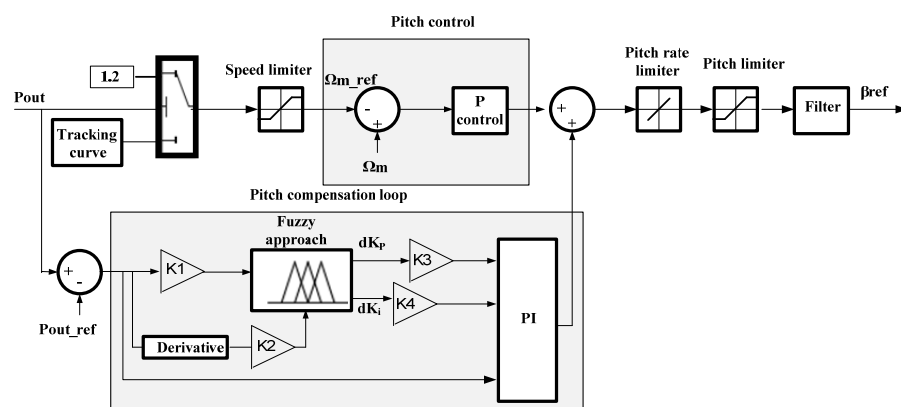 Pitch control
Pitch rate
limiter
Pitch limiter
Speed limiter
Ωm_ref
1.2
Pout
Tracking
curve
-
+
Ωm
P
control
+
+
Filter
βref
Pitch compensation loop
Fuzzy
approach
dKP
dKi
K1
K2
K3
K4
PI
+
-
Pout_ref
Derivative